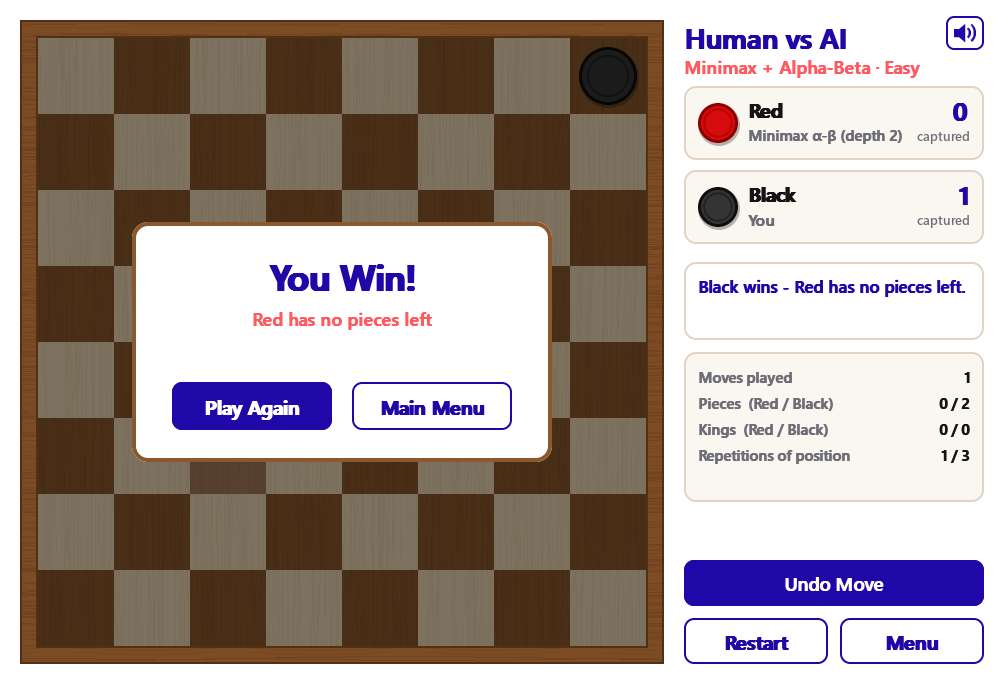 Human vs AI
Minimax + Alpha-Beta · Easy
Red
0
Minimax α-β (depth 2)
captured
Black
1
You
captured
Black wins - Red has no pieces left.
You Win!
Red has no pieces left
Play Again
Main Menu
Moves played
1
Pieces (Red / Black)
0 / 2
Kings (Red / Black)
0 / 0
Repetitions of position
1 / 3
Undo Move
Restart
Menu